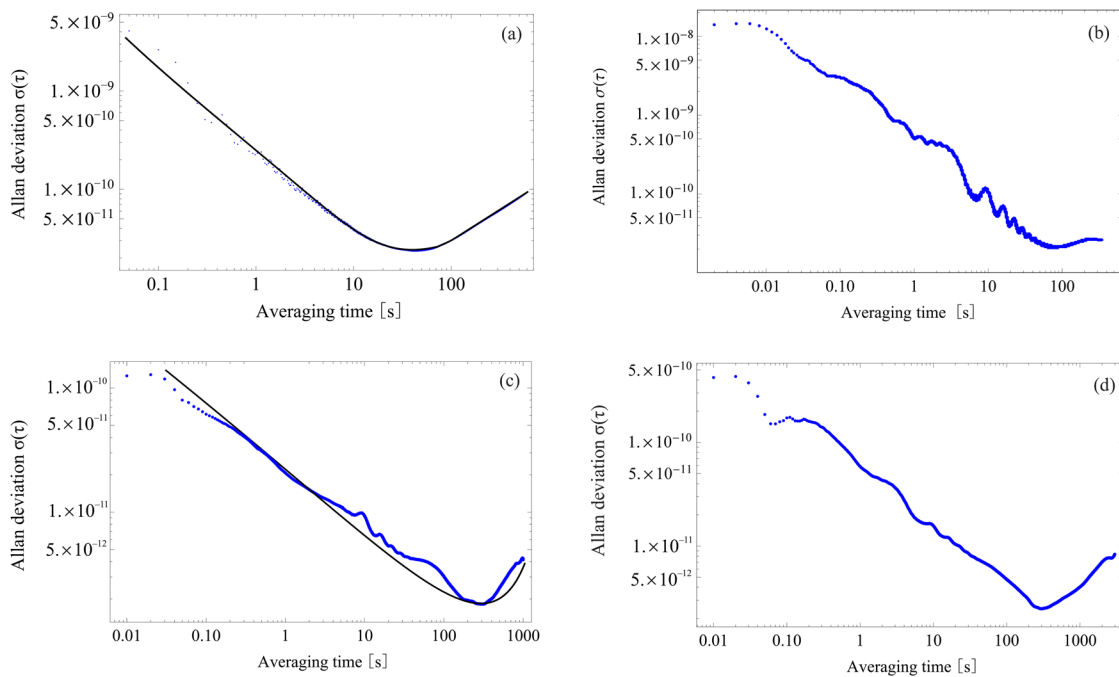 (a)
Allan deviation σ(τ)
5.×10⁻⁹
1.×10⁻⁹
5.×10⁻¹⁰
1.×10⁻¹⁰
5.×10⁻¹¹
0.1 1 10 100
Averaging time [s]
(b)
Allan deviation σ(τ)
1.×10⁻⁸
5.×10⁻⁹
1.×10⁻⁹
5.×10⁻¹⁰
1.×10⁻¹⁰
5.×10⁻¹¹
0.01 0.10 1 10 100
Averaging time [s]
(c)
Allan deviation σ(τ)
1.×10⁻¹⁰
5.×10⁻¹¹
1.×10⁻¹¹
5.×10⁻¹²
0.01 0.10 1 10 100 1000
Averaging time [s]
(d)
Allan deviation σ(τ)
5.×10⁻¹⁰
1.×10⁻¹⁰
5.×10⁻¹¹
1.×10⁻¹¹
5.×10⁻¹²
0.01 0.10 1 10 100 1000
Averaging time [s]